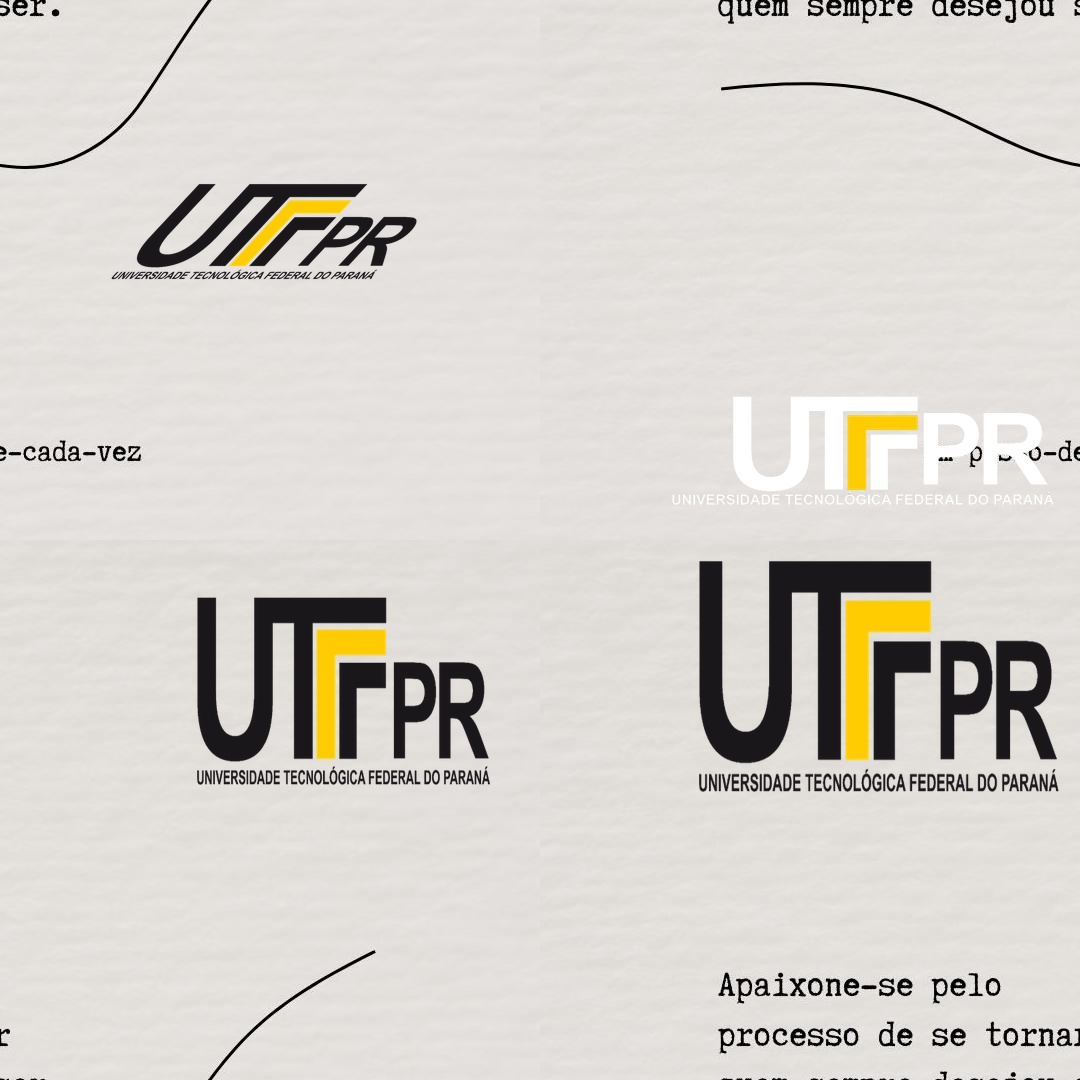 ser.
quem sempre desejou s
UTFPR
UNIVERSIDADE TECNOLÓGICA FEDERAL DO PARANÁ
e-cada-vez
UTFPR
UNIVERSIDADE TECNOLÓGICA FEDERAL DO PARANÁ
UTFPR
UNIVERSIDADE TECNOLÓGICA FEDERAL DO PARANÁ
UTFPR
UNIVERSIDADE TECNOLÓGICA FEDERAL DO PARANÁ
r
Apaixone-se pelo
processo de se tornar